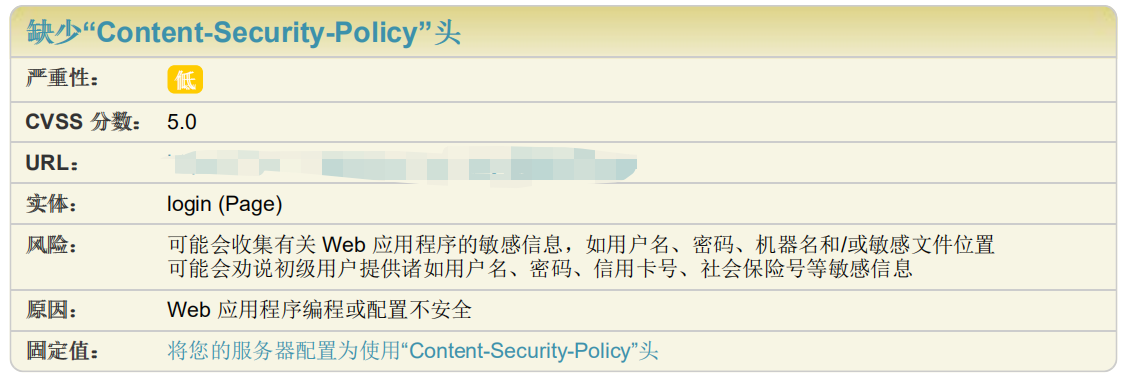 缺少“Content-Security-Policy”头
严重性： 低
CVSS 分数： 5.0
URL：
实体： login (Page)
风险： 可能会收集有关 Web 应用程序的敏感信息，如用户名、密码、机器名和/或敏感文件位置
可能会劝说初级用户提供诸如用户名、密码、信用卡号、社会保险号等敏感信息
原因： Web 应用程序编程或配置不安全
固定值： 将您的服务器配置为使用“Content-Security-Policy”头